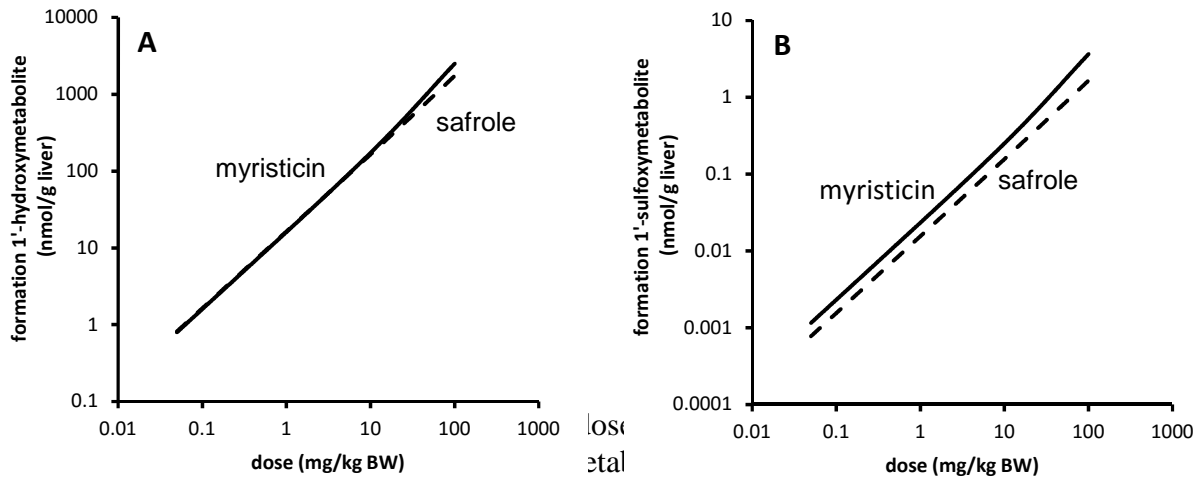 A
formation 1'-hydroxymetabolite
(nmol/g liver)
10000
1000
100
10
1
0.1
myristicin
safrole
0.01 0.1 1 10 100 1000
dose (mg/kg BW)
B
formation 1'-sulfoxymetabolite
(nmol/g liver)
10
1
0.1
0.01
0.001
0.0001
myristicin
safrole
0.01 0.1 1 10 100 1000
dose (mg/kg BW)